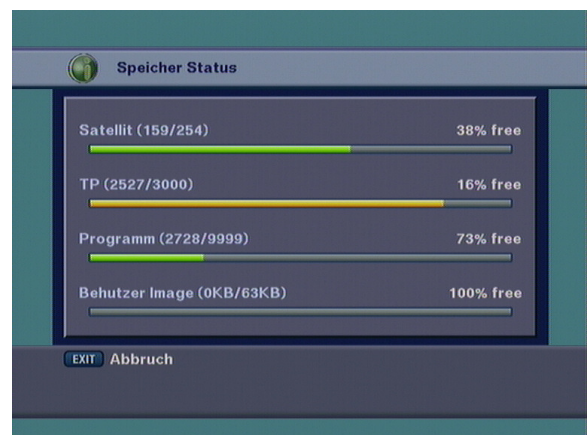 Speicher Status
Satellit (159/254) 38% free
TP (2527/3000) 16% free
Programm (2728/9999) 73% free
Behutzer Image (0KB/63KB) 100% free
EXIT Abbruch